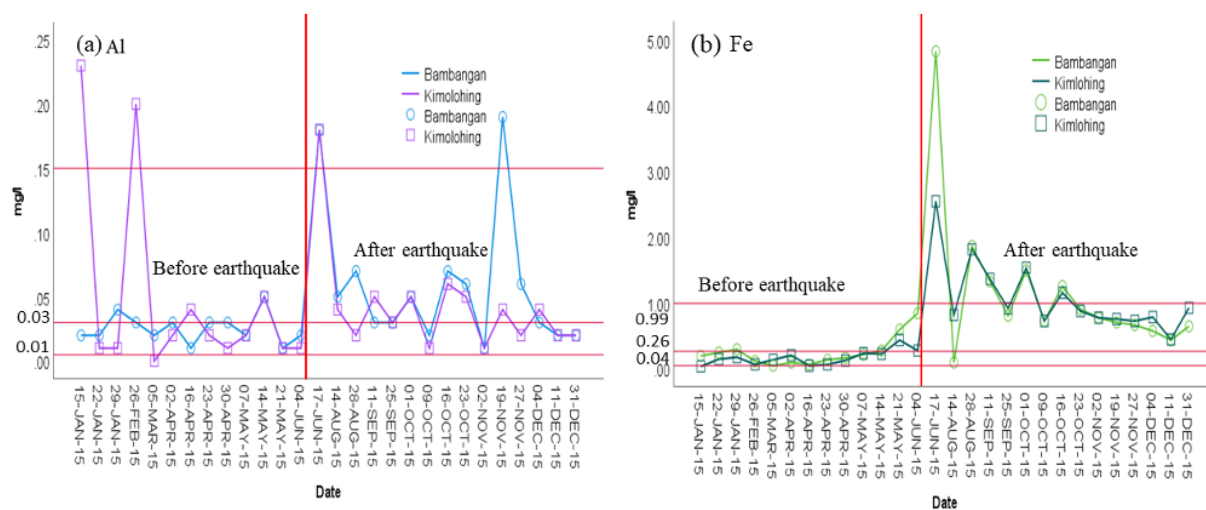 (a) Al
.25
.20
.15
mg/l
.10
.05
0.03
0.01
.00
Bambangan
Kimolohing
Bambangan
Kimolohing
Before earthquake
After earthquake
15-JAN-15
22-JAN-15
29-JAN-15
26-FEB-15
05-MAR-15
02-APR-15
16-APR-15
23-APR-15
30-APR-15
07-MAY-15
14-MAY-15
21-MAY-15
04-JUN-15
17-JUN-15
14-AUG-15
28-AUG-15
11-SEP-15
25-SEP-15
01-OCT-15
09-OCT-15
16-OCT-15
23-OCT-15
02-NOV-15
19-NOV-15
27-NOV-15
04-DEC-15
11-DEC-15
31-DEC-15
Date
(b) Fe
5.00
4.00
3.00
mg/l
2.00
1.00
0.99
0.26
0.04
.00
Bambangan
Kimlohing
Bambangan
Kimlohing
Before earthquake
After earthquake
15-JAN-15
22-JAN-15
29-JAN-15
26-FEB-15
05-MAR-15
02-APR-15
16-APR-15
23-APR-15
30-APR-15
07-MAY-15
14-MAY-15
21-MAY-15
04-JUN-15
17-JUN-15
14-AUG-15
28-AUG-15
11-SEP-15
25-SEP-15
01-OCT-15
09-OCT-15
16-OCT-15
23-OCT-15
02-NOV-15
19-NOV-15
27-NOV-15
04-DEC-15
11-DEC-15
31-DEC-15
Date